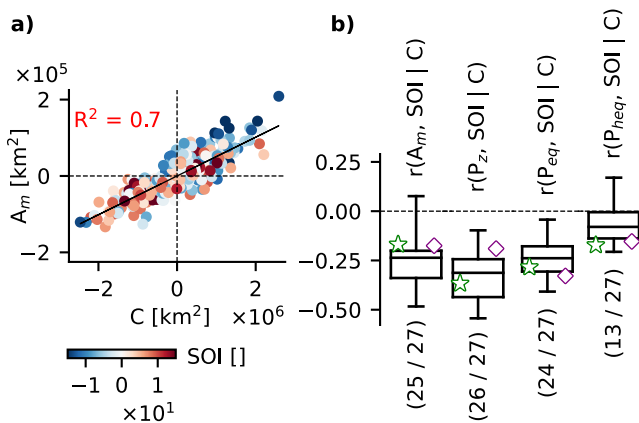 a)
×10⁵
2
0
−2
A_m [km²]
R² = 0.7
−2
0
2
C [km²]
×10⁶
SOI []
−1
0
1
×10¹
b)
r(A_m, SOI | C)
r(P_z, SOI | C)
r(P_eq, SOI | C)
r(P_heq, SOI | C)
0.25
0.00
−0.25
−0.50
(25 / 27)
(26 / 27)
(24 / 27)
(13 / 27)